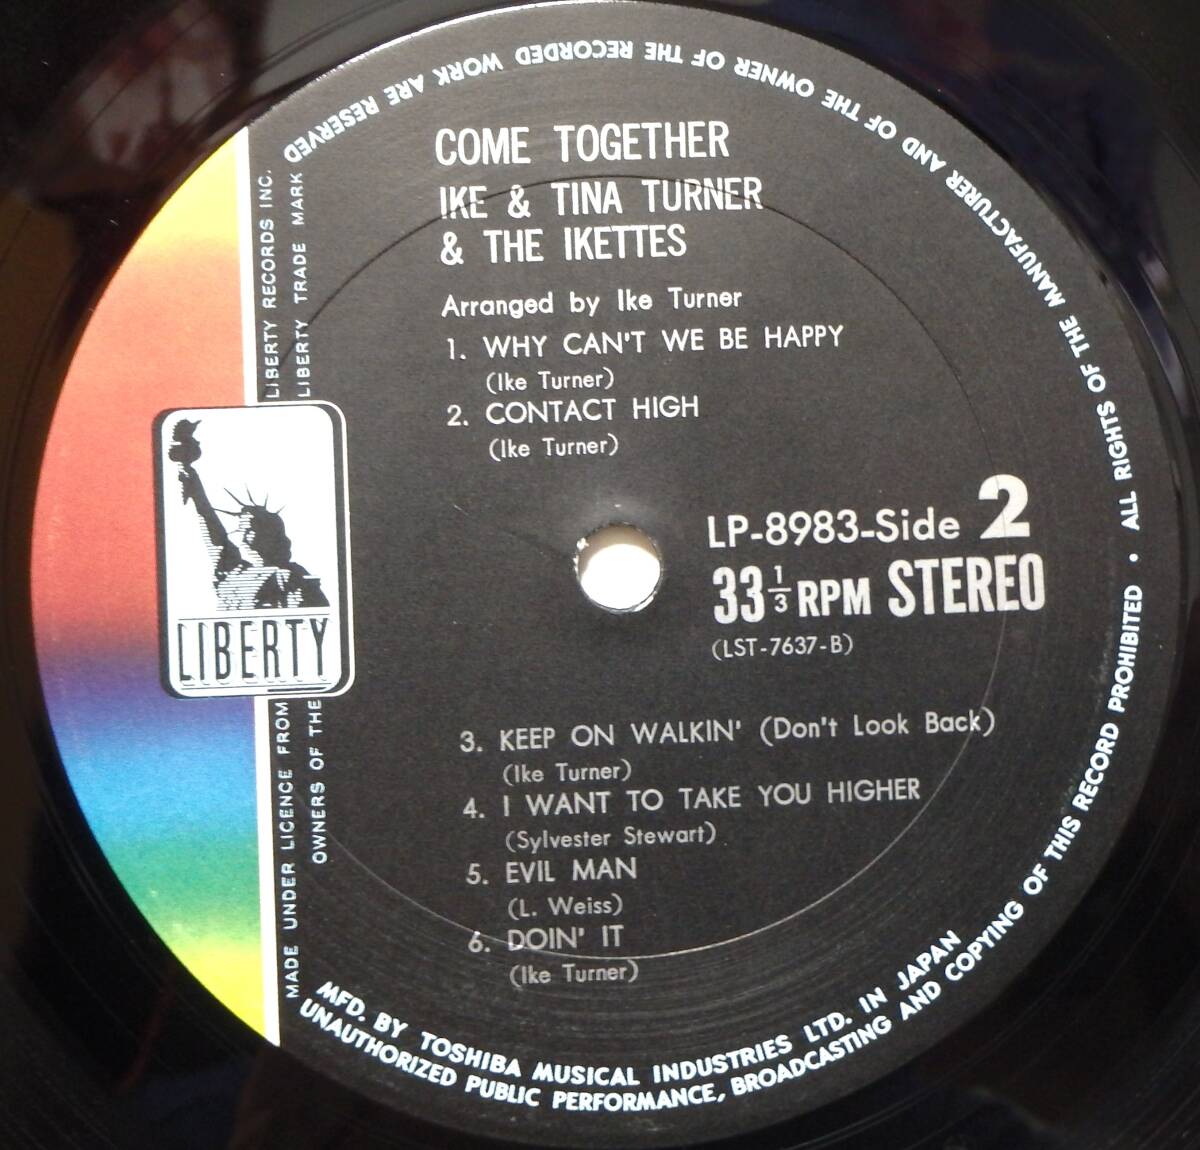 COME TOGETHER
IKE & TINA TURNER
& THE IKETTES
Arranged by Ike Turner
1. WHY CAN'T WE BE HAPPY
(Ike Turner)
2. CONTACT HIGH
(Ike Turner)
LP-8983-Side 2
33 1/3 RPM STEREO
(LST-7637-B)
3. KEEP ON WALKIN' (Don't Look Back)
(Ike Turner)
4. I WANT TO TAKE YOU HIGHER
(Sylvester Stewart)
5. EVIL MAN
(L. Weiss)
6. DOIN' IT
(Ike Turner)
LIBERTY
MADE UNDER LICENCE FROM LIBERTY RECORDS INC.
OWNERS OF THE LIBERTY TRADE MARK
MFD. BY TOSHIBA MUSICAL INDUSTRIES LTD. IN JAPAN
UNAUTHORIZED PUBLIC PERFORMANCE, BROADCASTING AND COPYING OF THIS RECORD PROHIBITED • ALL RIGHTS OF THE MANUFACTURER AND OF THE OWNER OF THE RECORDED WORK ARE RESERVED